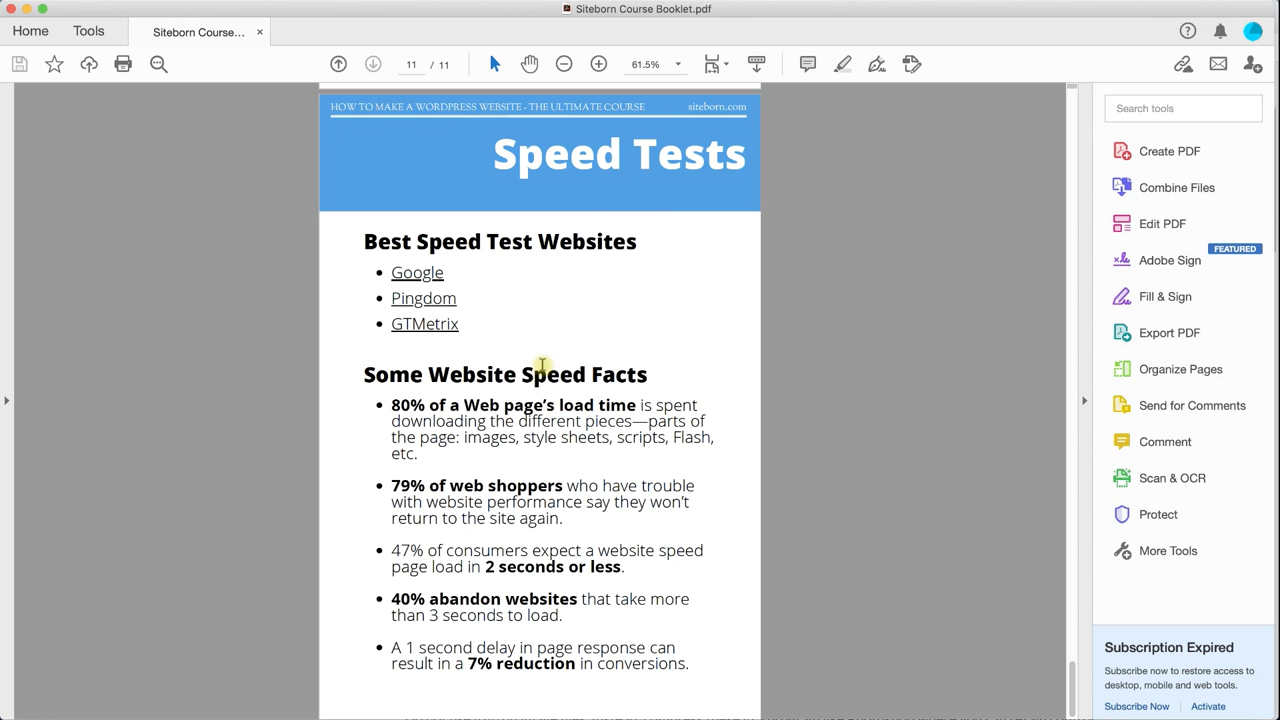 Siteborn Course Booklet.pdf
Home Tools Siteborn Course... ×
11 / 11 61.5%
HOW TO MAKE A WORDPRESS WEBSITE - THE ULTIMATE COURSE siteborn.com
Speed Tests
Best Speed Test Websites
• Google
• Pingdom
• GTMetrix
Some Website Speed Facts
• 80% of a Web page’s load time is spent
downloading the different pieces—parts of
the page: images, style sheets, scripts, Flash,
etc.
• 79% of web shoppers who have trouble
with website performance say they won’t
return to the site again.
• 47% of consumers expect a website speed
page load in 2 seconds or less.
• 40% abandon websites that take more
than 3 seconds to load.
• A 1 second delay in page response can
result in a 7% reduction in conversions.
Search tools
Create PDF
Combine Files
Edit PDF
FEATURED
Adobe Sign
Fill & Sign
Export PDF
Organize Pages
Send for Comments
Comment
Scan & OCR
Protect
More Tools
Subscription Expired
Subscribe now to restore access to
desktop, mobile and web tools.
Subscribe Now | Activate